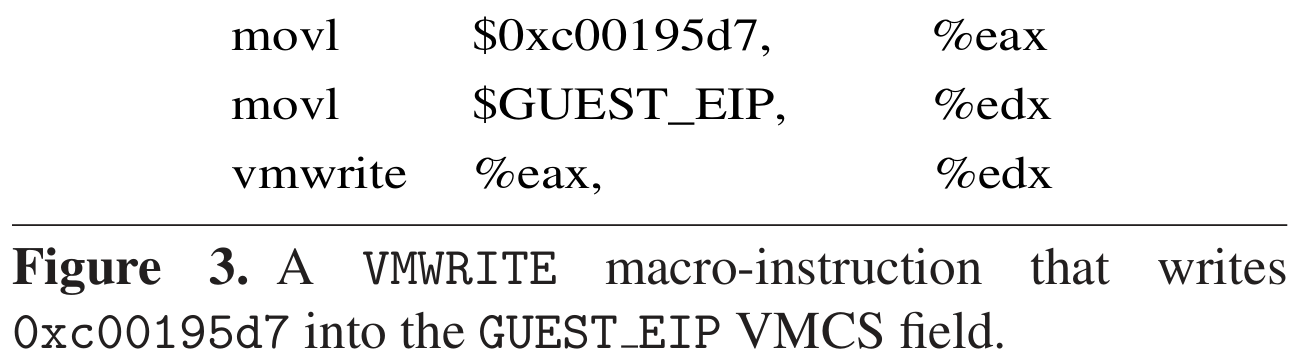 movl $0xc00195d7, %eax
movl $GUEST_EIP, %edx
vmwrite %eax, %edx
Figure 3. A VMWRITE macro-instruction that writes
0xc00195d7 into the GUEST_EIP VMCS field.